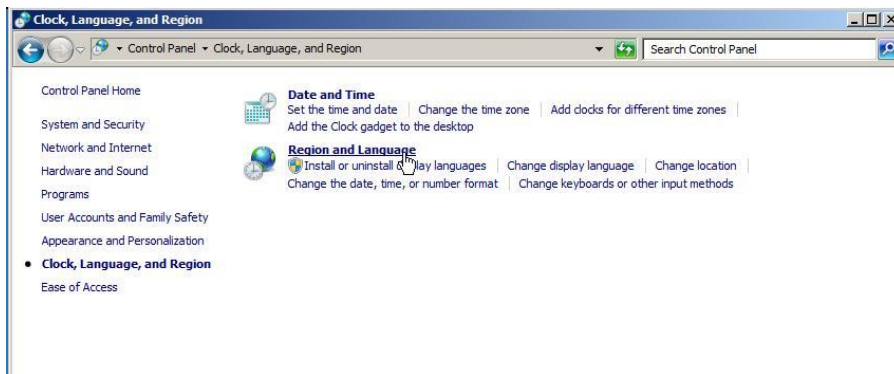 Clock, Language, and Region
Control Panel Clock, Language, and Region
Search Control Panel
Control Panel Home
System and Security
Network and Internet
Hardware and Sound
Programs
User Accounts and Family Safety
Appearance and Personalization
Clock, Language, and Region
Ease of Access
Date and Time
Set the time and date Change the time zone Add clocks for different time zones
Add the Clock gadget to the desktop
Region and Language
Install or uninstall display languages Change display language Change location
Change the date, time, or number format Change keyboards or other input methods